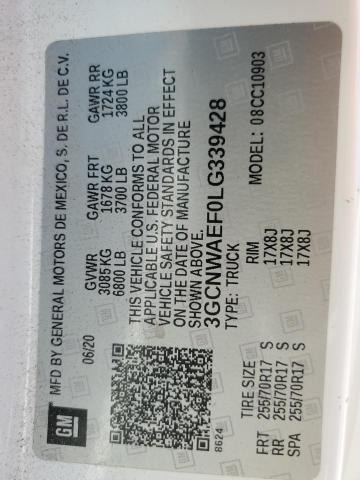 GM
MFD BY GENERAL MOTORS DE MEXICO, S. DE R.L. DE C.V.
06/20
GVWR GAWR FRT GAWR RR
3085 KG 1678 KG 1724 KG
6800 LB 3700 LB 3800 LB
THIS VEHICLE CONFORMS TO ALL
APPLICABLE U.S. FEDERAL MOTOR
VEHICLE SAFETY STANDARDS IN EFFECT
ON THE DATE OF MANUFACTURE
SHOWN ABOVE.
3GCNWAEF0LG339428
TYPE: TRUCK MODEL: 08CC10903
8624
TIRE SIZE RIM
FRT 255/70R17 S 17X8J
RR 255/70R17 S 17X8J
SPA 255/70R17 S 17X8J